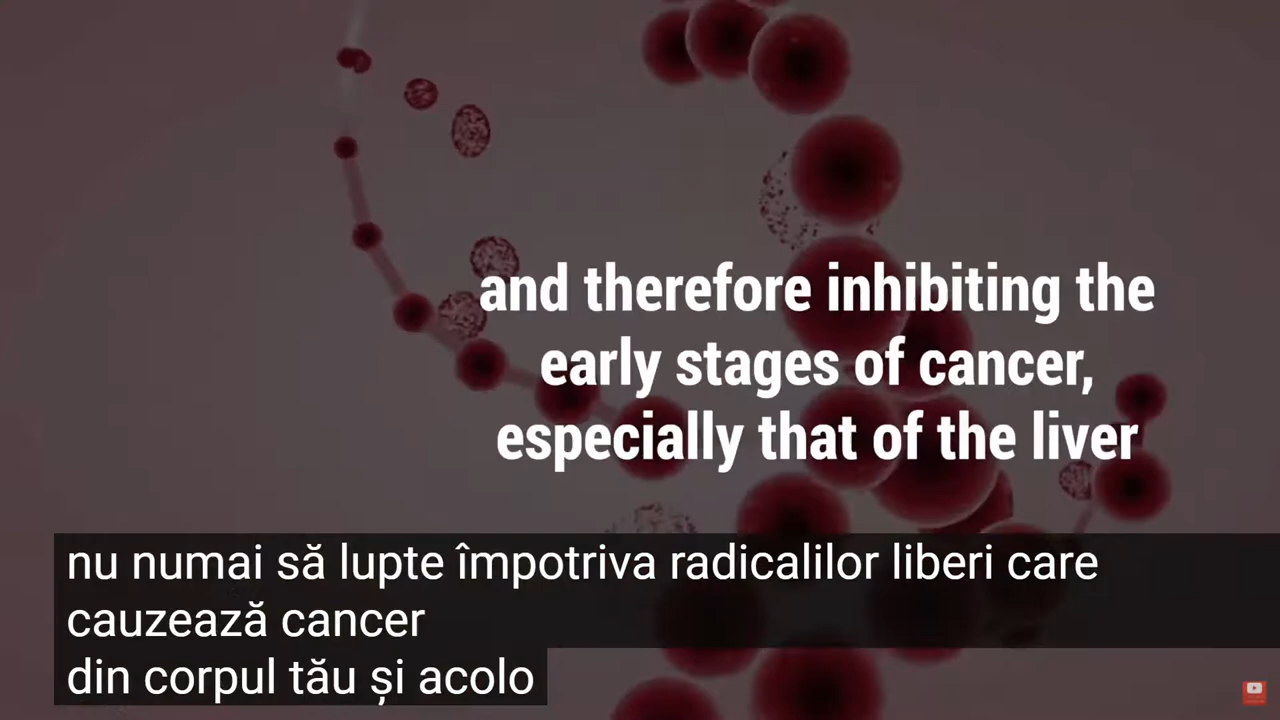 and therefore inhibiting the
early stages of cancer,
especially that of the liver
nu numai să lupte împotriva radicalilor liberi care
cauzează cancer
din corpul tău și acolo